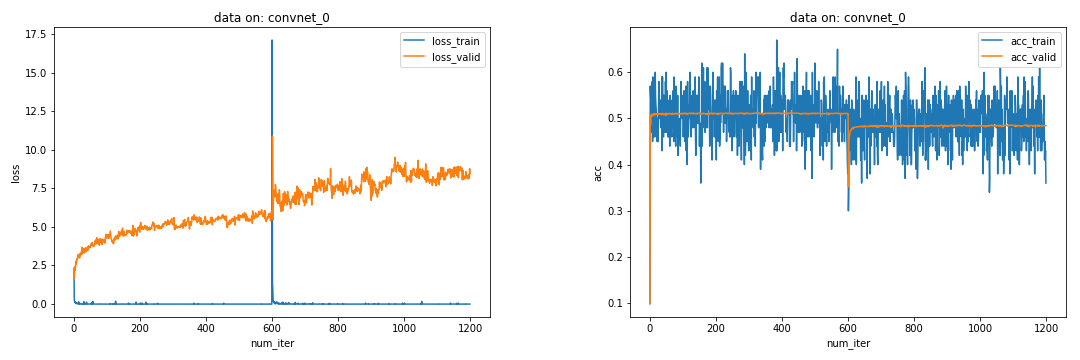 data on: convnet_0
17.5
15.0
12.5
10.0
7.5
5.0
2.5
0.0
loss
loss_train
loss_valid
0 200 400 600 800 1000 1200
num_iter
data on: convnet_0
0.6
0.5
0.4
0.3
0.2
0.1
acc
acc_train
acc_valid
0 200 400 600 800 1000 1200
num_iter